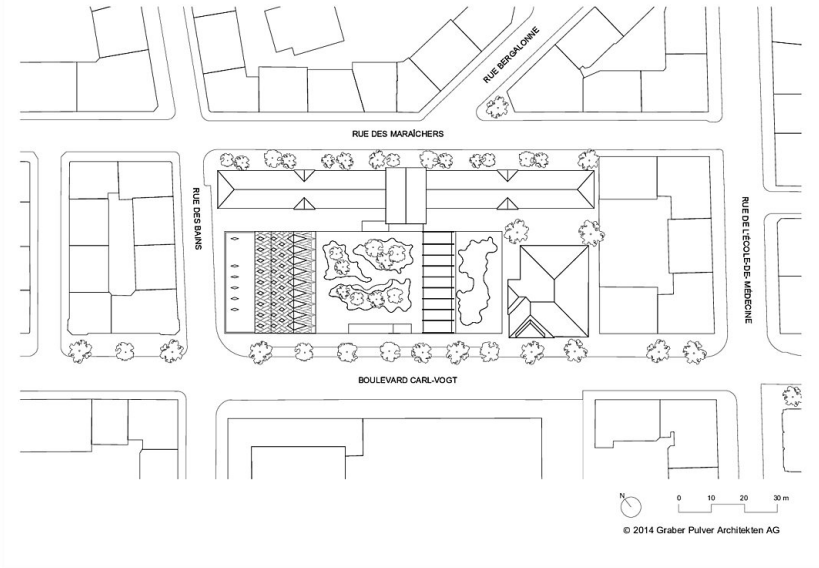 RUE BERGALONNE
RUE DES MARAÎCHERS
RUE DES BAINS
RUE DE L'ÉCOLE-DE- MÉDECINE
BOULEVARD CARL-VOGT
N
0 10 20 30 m
© 2014 Graber Pulver Architekten AG